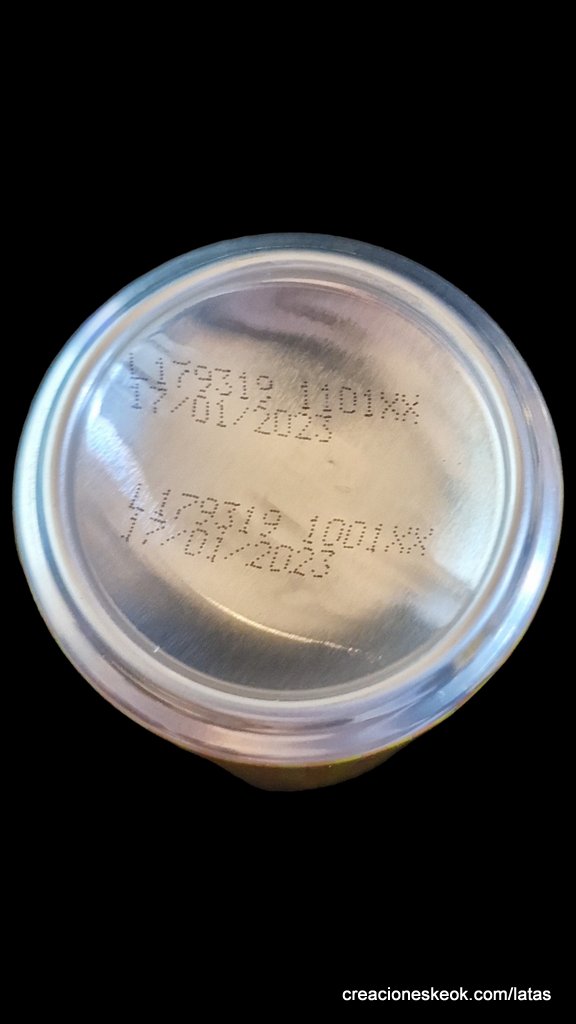 L179319 1101XX
17/01/2023
L179319 1001XX
17/01/2023
creacioneskeok.com/latas